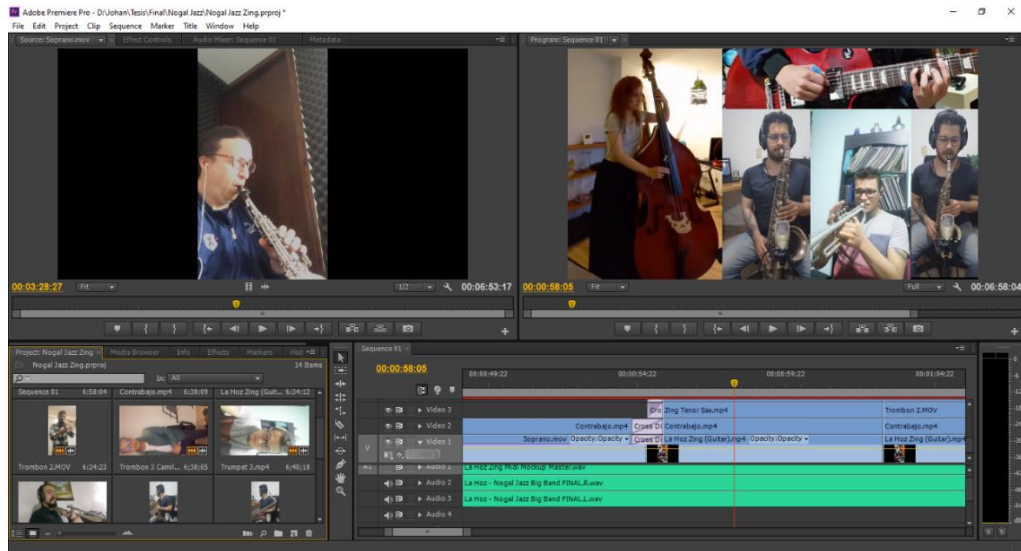 Adobe Premiere Pro - D:\Johan\Tesis\Final\Nogal Jazz\Nogal Jazz Zing.prproj *
File Edit Project Clip Sequence Marker Title Window Help
Source: Soprano.mov Effect Controls Audio Mixer: Sequence 01 Metadata
Program: Sequence 01
00:03:28:27 Fit 1/2 00:06:53:17
00:00:58:05 Fit Full 00:06:58:04
Project: Nogal Jazz Zing Media Browser Info Effects Markers Hist
Nogal Jazz Zing.prproj 14 Items
In: All
Sequence 01 6:58:04 Contrabajo.mp4 6:38:09 La Hoz Zing (Guit... 6:34:12
Trombon 2.MOV 6:24:23 Trombon 3 Camil... 6:38:05 Trumpet 3.mp4 6:40:18
Sequence 01
00:00:58:05
00:00:49:22 00:00:54:22 00:00:59:22 00:01:04:22
Video 3 Cro Zing Tenor Sax.mp4 Trombon 2.MOV
Video 2 Contrabajo.mp4 Cross Di Contrabajo.mp4 Contrabajo.mp4
V Video 1 Soprano.mov Opacity:Opacity Cross Di La Hoz Zing (Guitar).mp4 Opacity:Opacity La Hoz Zing (Guitar).mp4
A1 Audio 1 La Hoz Zing Midi Mockup Master.wav
Audio 2 La Hoz - Nogal Jazz Big Band FINAL.R.wav
Audio 3 La Hoz - Nogal Jazz Big Band FINAL.L.wav
Audio 4
S S